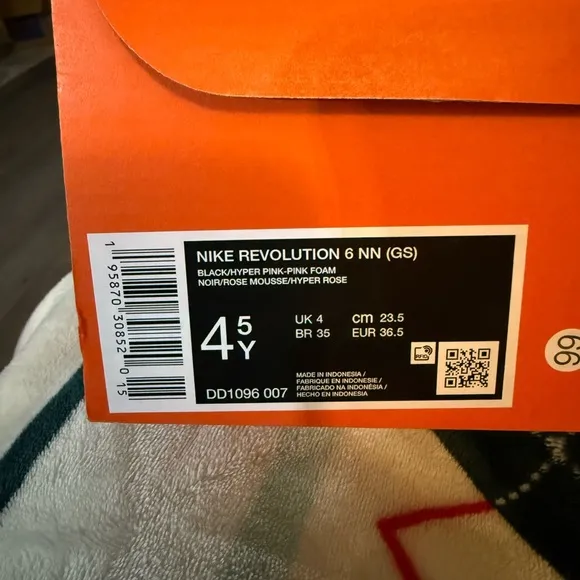 NIKE REVOLUTION 6 NN (GS)
BLACK/HYPER PINK-PINK FOAM
NOIR/ROSE MOUSSE/HYPER ROSE
4 5 Y
UK 4 cm 23.5
BR 35 EUR 36.5
RFID
DD1096 007
MADE IN INDONESIA /
FABRIQUE EN INDONESIE /
FABRICADO NA INDONÉSIA /
HECHO EN INDONESIA
1 95870 30852 0 15
99